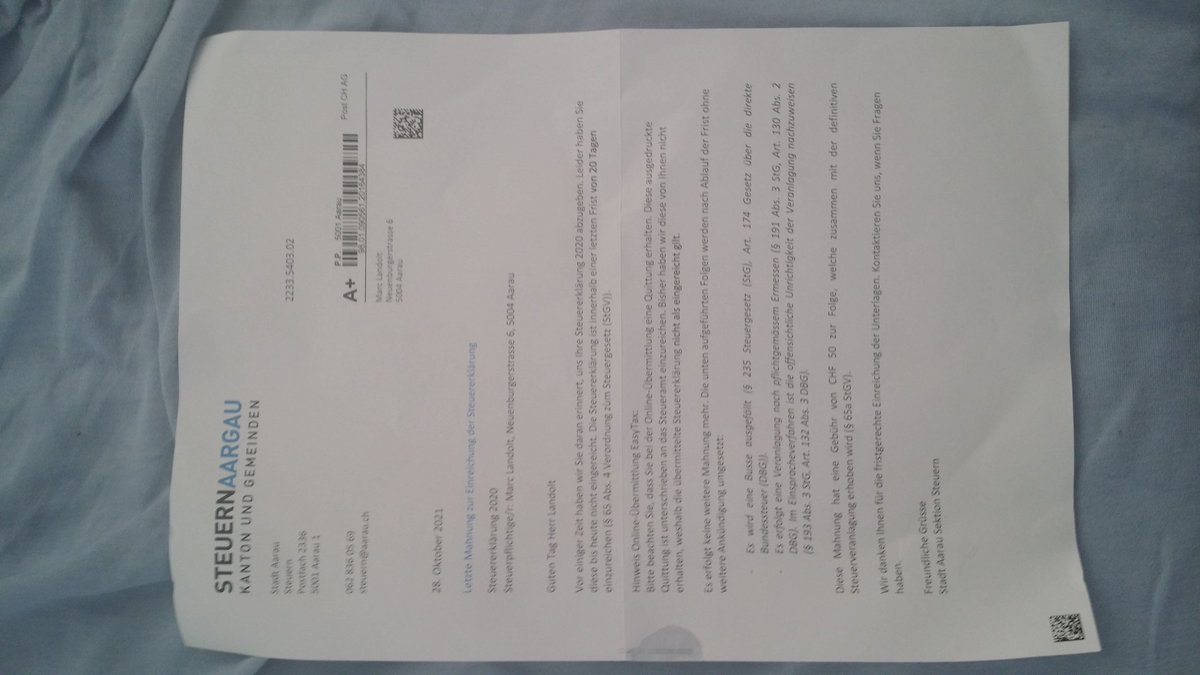 STEUERNAARGAU
KANTON UND GEMEINDEN
Stadt Aarau
Steuern
Postfach 2336
5001 Aarau 1
062 836 05 69
steuern@aarau.ch
2233.5403.02
P.P. 5001 Aarau Post CH AG
A+
Marc Landolt
Neuenburgerstrasse 6
5004 Aarau
28. Oktober 2021
Letzte Mahnung zur Einreichung der Steuererklärung
Steuererklärung 2020
Steuerpflichtige/r: Marc Landolt, Neuenburgerstrasse 6, 5004 Aarau
Guten Tag Herr Landolt
Vor einiger Zeit haben wir Sie daran erinnert, uns Ihre Steuererklärung 2020 abzugeben. Leider haben Sie
diese bis heute nicht eingereicht. Die Steuererklärung ist innerhalb einer letzten Frist von 20 Tagen
einzureichen (§ 65 Abs. 4 Verordnung zum Steuergesetz (StGV)).
Hinweis Online-Übermittlung EasyTax:
Bitte beachten Sie, dass Sie bei der Online-Übermittlung eine Quittung erhalten. Diese ausgedruckte
Quittung ist unterschrieben an das Steueramt einzureichen. Bisher haben wir diese von Ihnen nicht
erhalten, weshalb die übermittelte Steuererklärung nicht als eingereicht gilt.
Es erfolgt keine weitere Mahnung mehr. Die unten aufgeführten Folgen werden nach Ablauf der Frist ohne
weitere Ankündigung umgesetzt:
- Es wird eine Busse ausgefällt (§ 235 Steuergesetz (StG), Art. 174 Gesetz über die direkte
Bundessteuer (DBG)).
- Es erfolgt eine Veranlagung nach pflichtgemässem Ermessen (§ 191 Abs. 3 StG, Art. 130 Abs. 2
DBG). Im Einspracheverfahren ist die offensichtliche Unrichtigkeit der Veranlagung nachzuweisen
(§ 193 Abs. 3 StG, Art. 132 Abs. 3 DBG).
Diese Mahnung hat eine Gebühr von CHF 50 zur Folge, welche zusammen mit der definitiven
Steuerveranlagung erhoben wird (§ 65a StGV).
Wir danken Ihnen für die fristgerechte Einreichung der Unterlagen. Kontaktieren Sie uns, wenn Sie Fragen
haben.
Freundliche Grüsse
Stadt Aarau Sektion Steuern